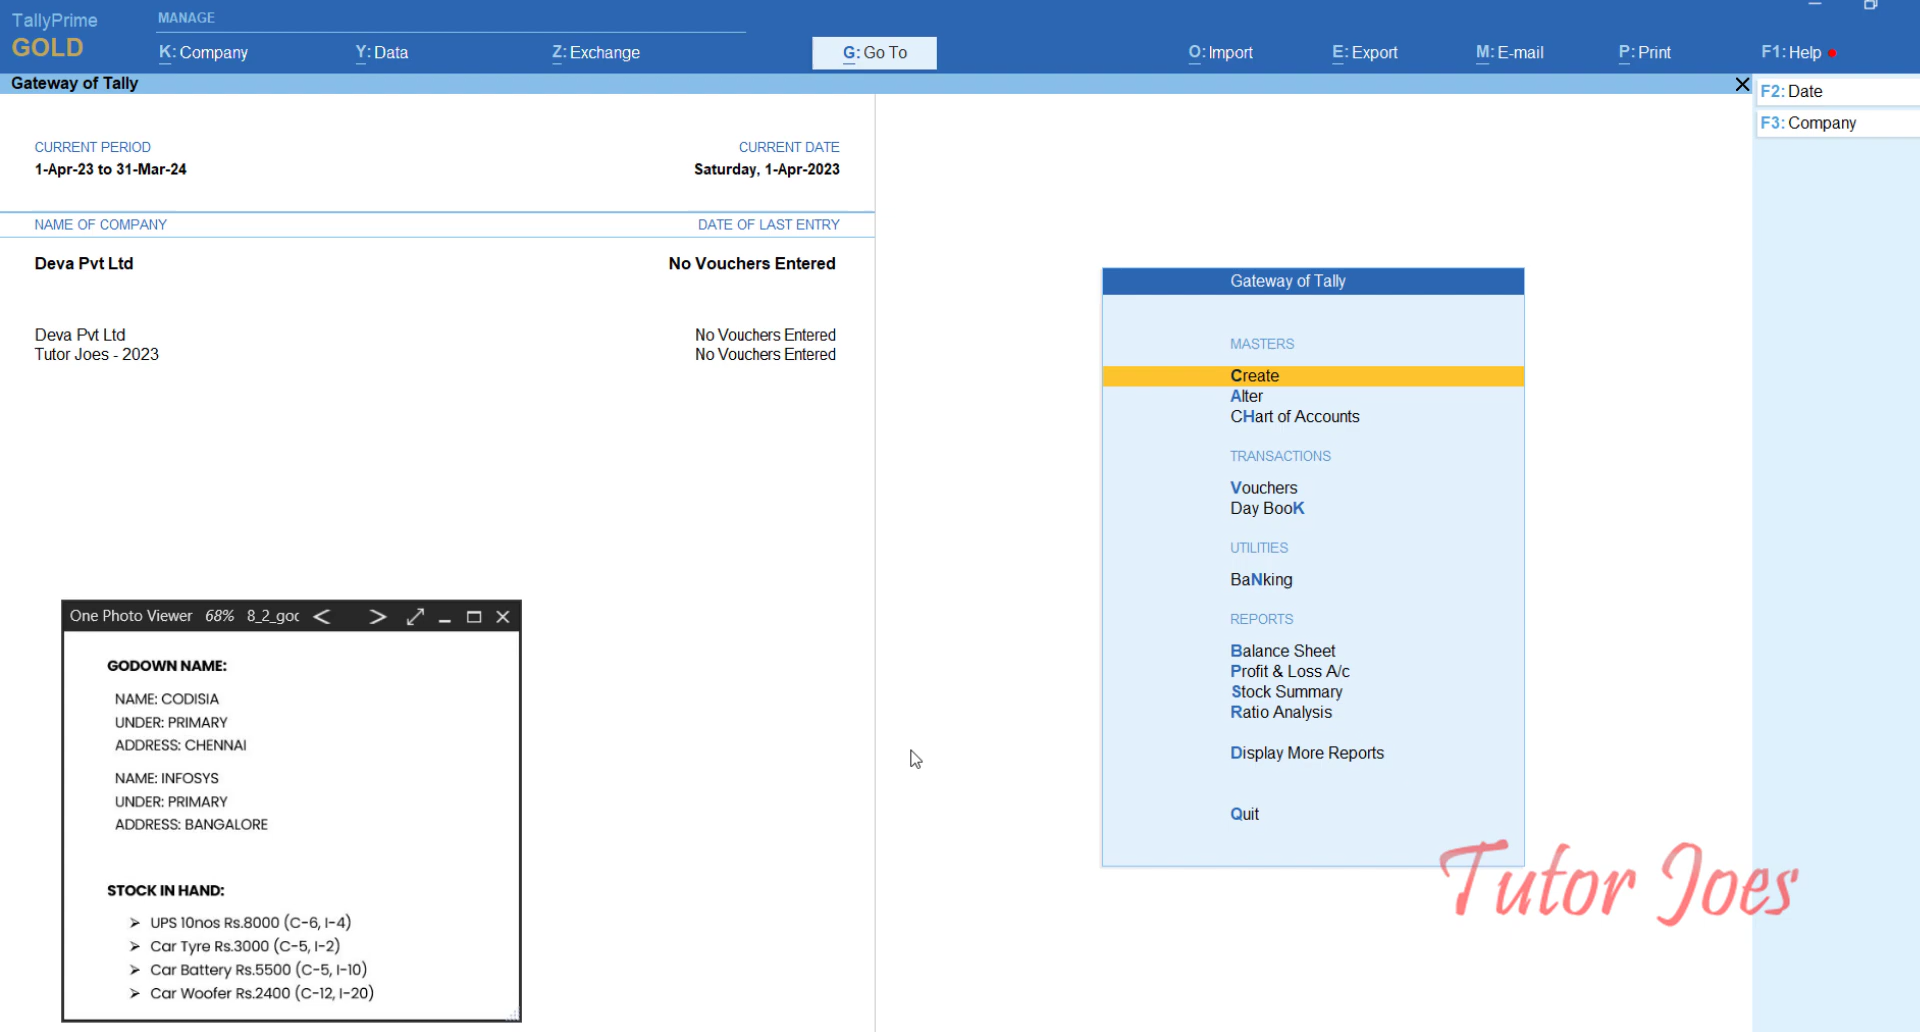 TallyPrime
GOLD
MANAGE
K: Company
Y: Data
Z: Exchange
G: Go To
O: Import
E: Export
M: E-mail
P: Print
F1: Help
Gateway of Tally
F2: Date
F3: Company
CURRENT PERIOD
CURRENT DATE
1-Apr-23 to 31-Mar-24
Saturday, 1-Apr-2023
NAME OF COMPANY
DATE OF LAST ENTRY
Deva Pvt Ltd
No Vouchers Entered
Deva Pvt Ltd
No Vouchers Entered
Tutor Joes - 2023
No Vouchers Entered
Gateway of Tally
MASTERS
Create
Alter
CHart of Accounts
TRANSACTIONS
Vouchers
Day BooK
UTILITIES
BaNking
REPORTS
Balance Sheet
Profit & Loss A/c
Stock Summary
Ratio Analysis
Display More Reports
Quit
One Photo Viewer 68% 8_2_goc
GODOWN NAME:
NAME: CODISIA
UNDER: PRIMARY
ADDRESS: CHENNAI
NAME: INFOSYS
UNDER: PRIMARY
ADDRESS: BANGALORE
STOCK IN HAND:
➢ UPS 10nos Rs.8000 (C-6, I-4)
➢ Car Tyre Rs.3000 (C-5, I-2)
➢ Car Battery Rs.5500 (C-5, I-10)
➢ Car Woofer Rs.2400 (C-12, I-20)
Tutor Joes